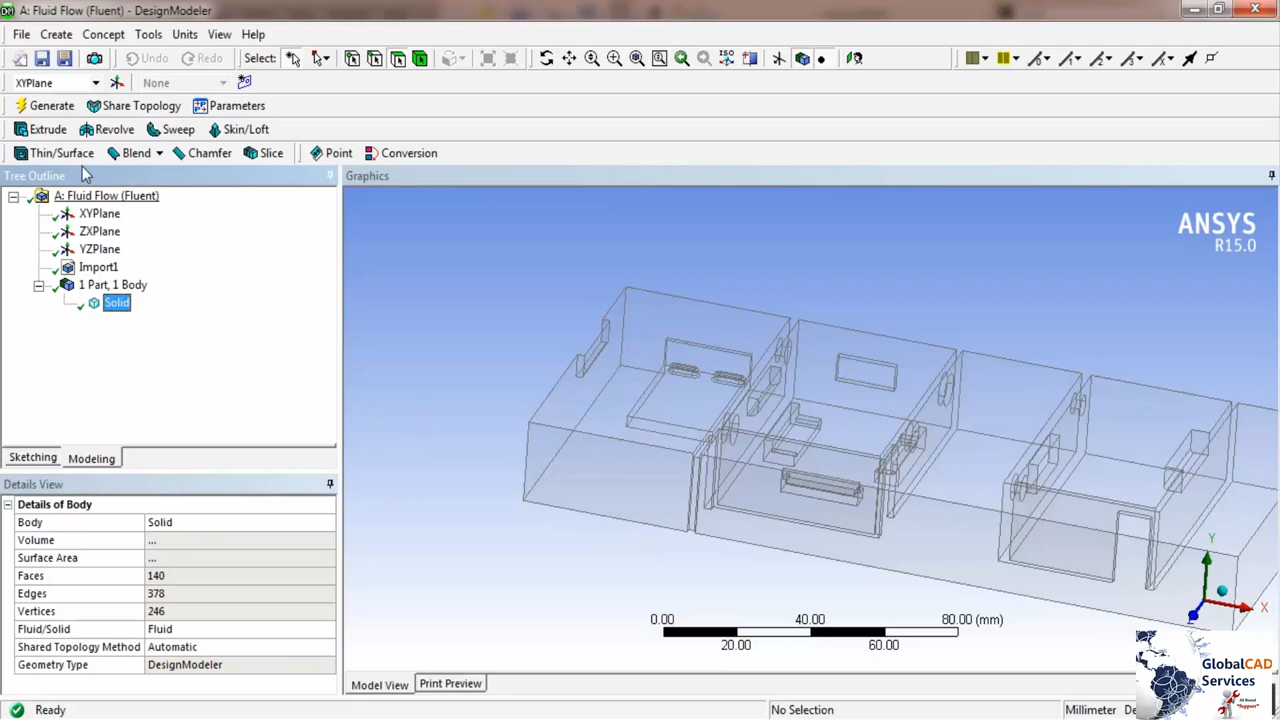 A: Fluid Flow (Fluent) - DesignModeler
File Create Concept Tools Units View Help
Undo Redo Select:
XYPlane None
Generate Share Topology Parameters
Extrude Revolve Sweep Skin/Loft
Thin/Surface Blend Chamfer Slice Point Conversion
Tree Outline
A: Fluid Flow (Fluent)
XYPlane
ZXPlane
YZPlane
Import1
1 Part, 1 Body
Solid
Sketching Modeling
Details View
Details of Body
Body Solid
Volume ...
Surface Area ...
Faces 140
Edges 378
Vertices 246
Fluid/Solid Fluid
Shared Topology Method Automatic
Geometry Type DesignModeler
Graphics
ANSYS
R15.0
0.00 40.00 80.00 (mm)
20.00 60.00
Y
X
Z
GlobalCAD
Services
Model View Print Preview
Ready No Selection Millimeter De